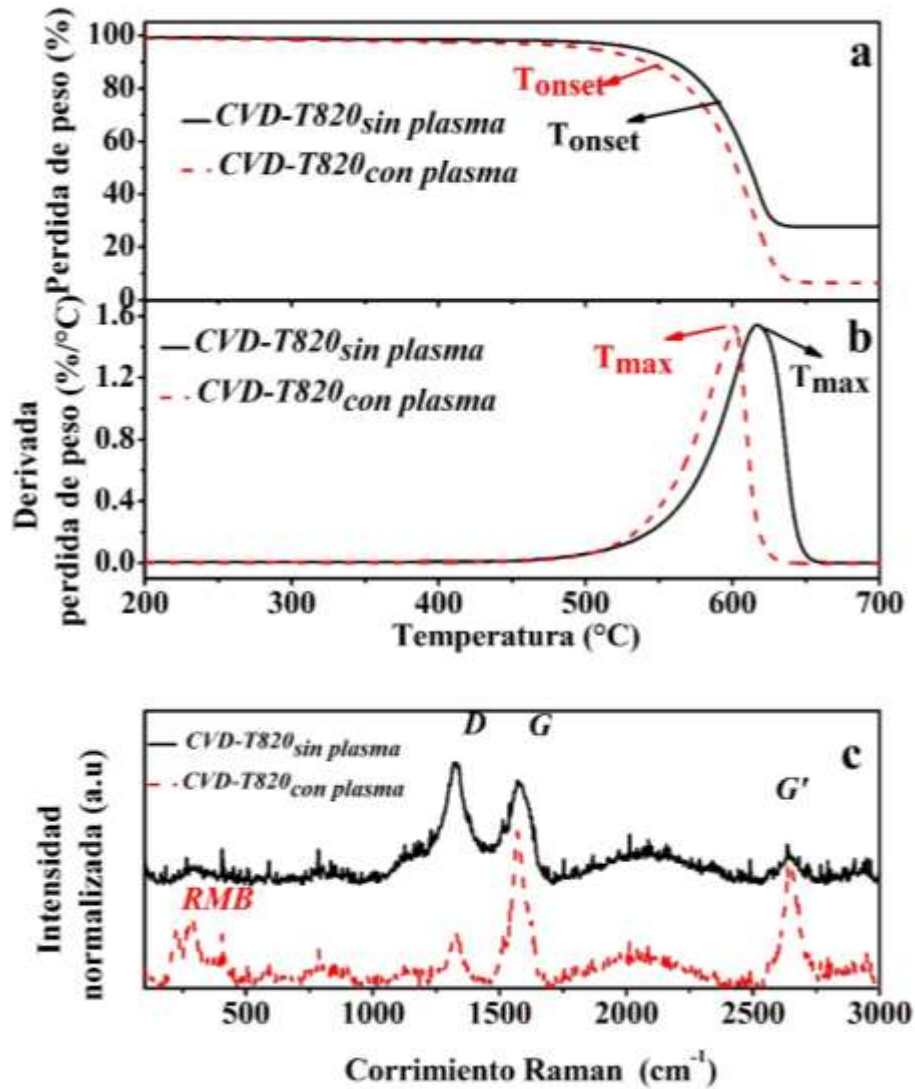 Perdida de peso (%)
100
80
60
40
20
0
a
Tonset
Tonset
CVD-T820sin plasma
CVD-T820con plasma
Derivada
perdida de peso (%/°C)
1.6
1.2
0.8
0.4
0.0
b
CVD-T820sin plasma
CVD-T820con plasma
Tmax
Tmax
200 300 400 500 600 700
Temperatura (°C)
Intensidad
normalizada (a.u)
CVD-T820sin plasma
CVD-T820con plasma
D G
c
G'
RMB
500 1000 1500 2000 2500 3000
Corrimiento Raman (cm-1)